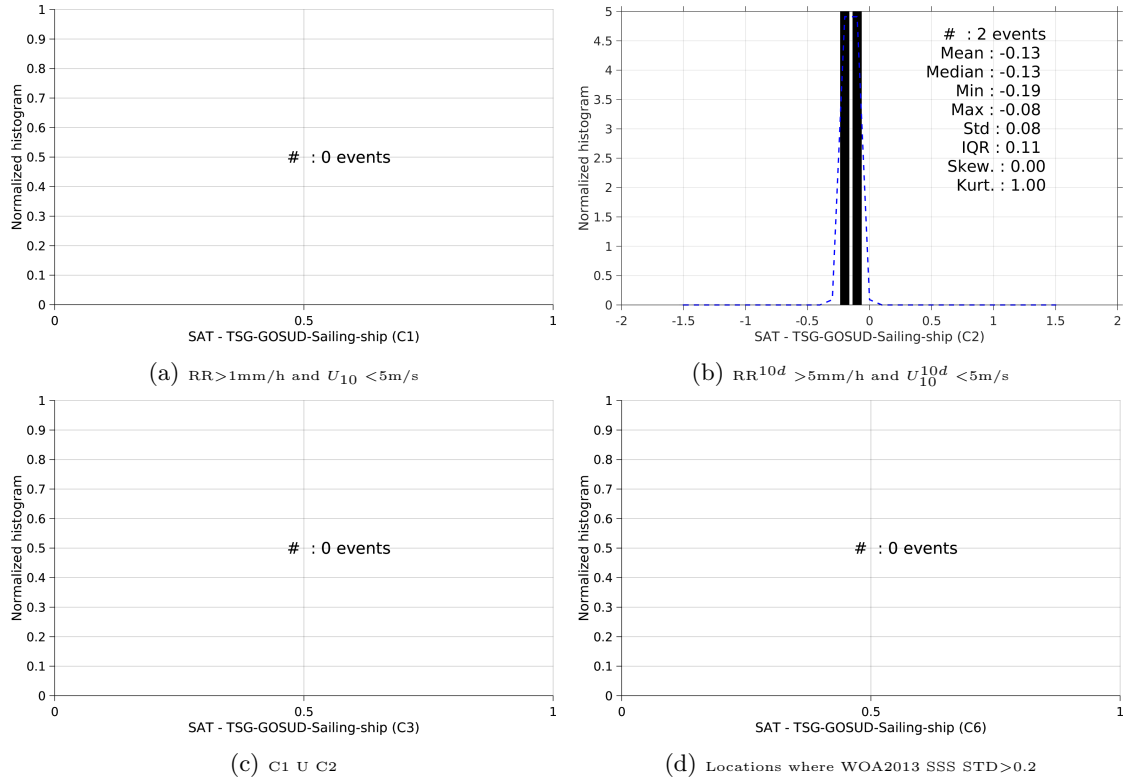 1
0.9
0.8
0.7
0.6
0.5
0.4
0.3
0.2
0.1
0
Normalized histogram
# : 0 events
0 0.5 1
SAT - TSG-GOSUD-Sailing-ship (C1)
(a) RR>1mm/h and U10 <5m/s
5
4.5
4
3.5
3
2.5
2
1.5
1
0.5
0
Normalized histogram
# : 2 events
Mean : -0.13
Median : -0.13
Min : -0.19
Max : -0.08
Std : 0.08
IQR : 0.11
Skew. : 0.00
Kurt. : 1.00
-2 -1.5 -1 -0.5 0 0.5 1 1.5 2
SAT - TSG-GOSUD-Sailing-ship (C2)
(b) RR^10d >5mm/h and U_10^10d <5m/s
1
0.9
0.8
0.7
0.6
0.5
0.4
0.3
0.2
0.1
0
Normalized histogram
# : 0 events
0 0.5 1
SAT - TSG-GOSUD-Sailing-ship (C3)
(c) C1 U C2
1
0.9
0.8
0.7
0.6
0.5
0.4
0.3
0.2
0.1
0
Normalized histogram
# : 0 events
0 0.5 1
SAT - TSG-GOSUD-Sailing-ship (C6)
(d) Locations where WOA2013 SSS STD>0.2